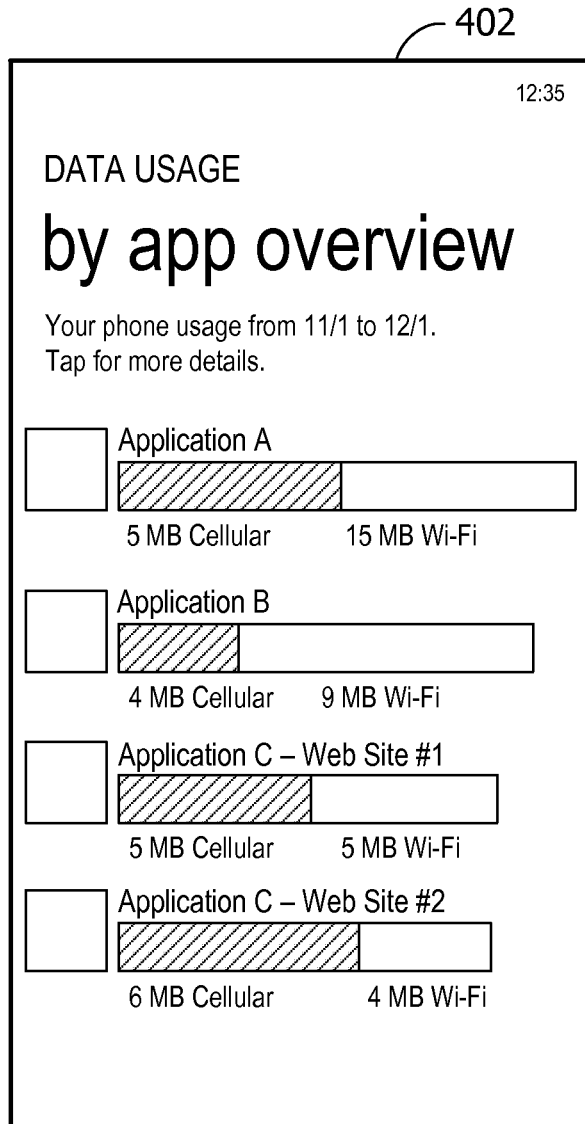 402
12:35
DATA USAGE
by app overview
Your phone usage from 11/1 to 12/1.
Tap for more details.
Application A
5 MB Cellular 15 MB Wi-Fi
Application B
4 MB Cellular 9 MB Wi-Fi
Application C – Web Site #1
5 MB Cellular 5 MB Wi-Fi
Application C – Web Site #2
6 MB Cellular 4 MB Wi-Fi